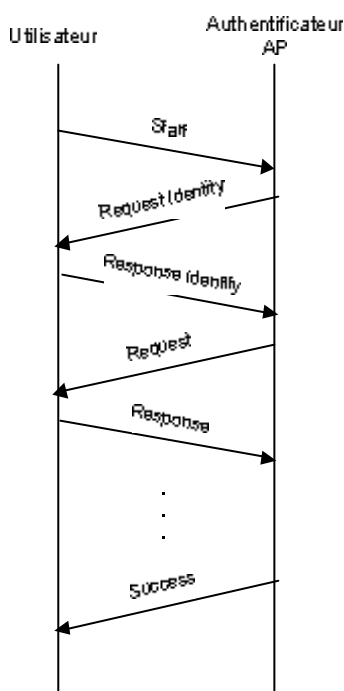 Utilisateur
Authentificateur
AP
Start
Request Identity
Response Identity
Request
Response
.
.
.
Success